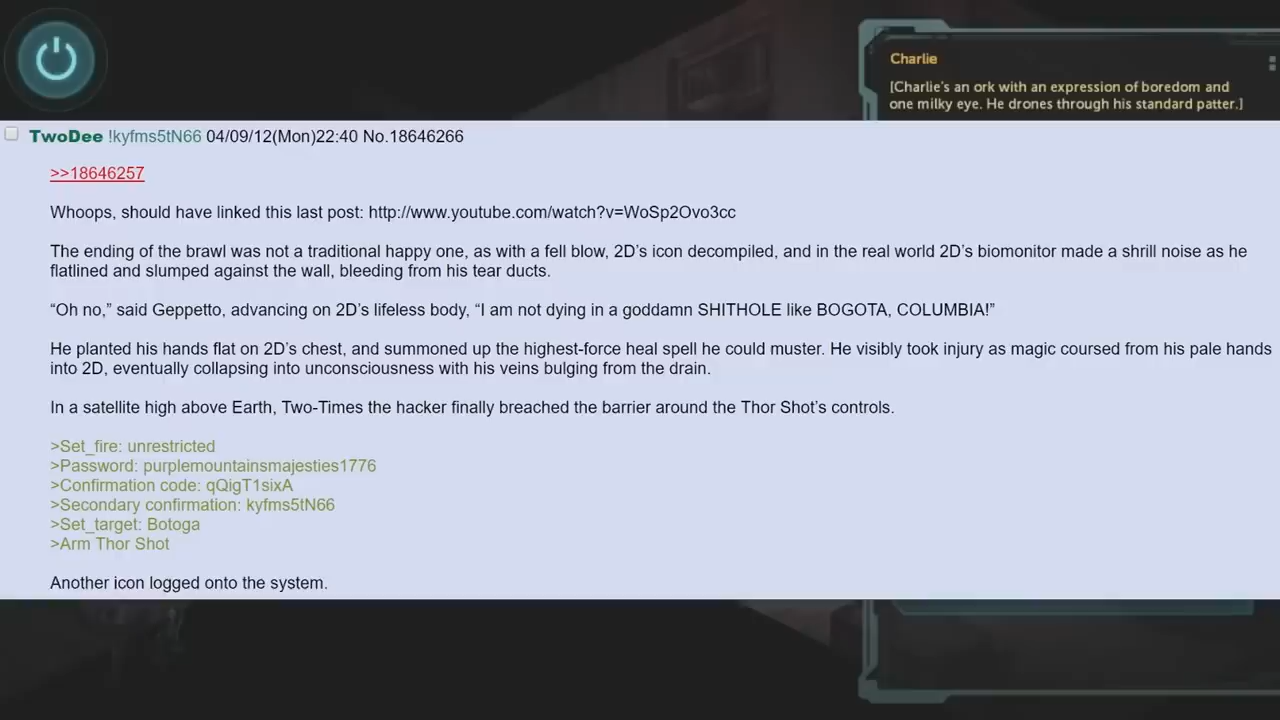 Charlie
[Charlie's an ork with an expression of boredom and
one milky eye. He drones through his standard patter.]
TwoDee !kyfms5tN66 04/09/12(Mon)22:40 No.18646266
>>18646257
Whoops, should have linked this last post: http://www.youtube.com/watch?v=WoSp2Ovo3cc
The ending of the brawl was not a traditional happy one, as with a fell blow, 2D's icon decompiled, and in the real world 2D's biomonitor made a shrill noise as he
flatlined and slumped against the wall, bleeding from his tear ducts.
“Oh no,” said Geppetto, advancing on 2D's lifeless body, “I am not dying in a goddamn SHITHOLE like BOGOTA, COLUMBIA!”
He planted his hands flat on 2D's chest, and summoned up the highest-force heal spell he could muster. He visibly took injury as magic coursed from his pale hands
into 2D, eventually collapsing into unconsciousness with his veins bulging from the drain.
In a satellite high above Earth, Two-Times the hacker finally breached the barrier around the Thor Shot's controls.
>Set_fire: unrestricted
>Password: purplemountainsmajesties1776
>Confirmation code: qQigT1sixA
>Secondary confirmation: kyfms5tN66
>Set_target: Botoga
>Arm Thor Shot
Another icon logged onto the system.